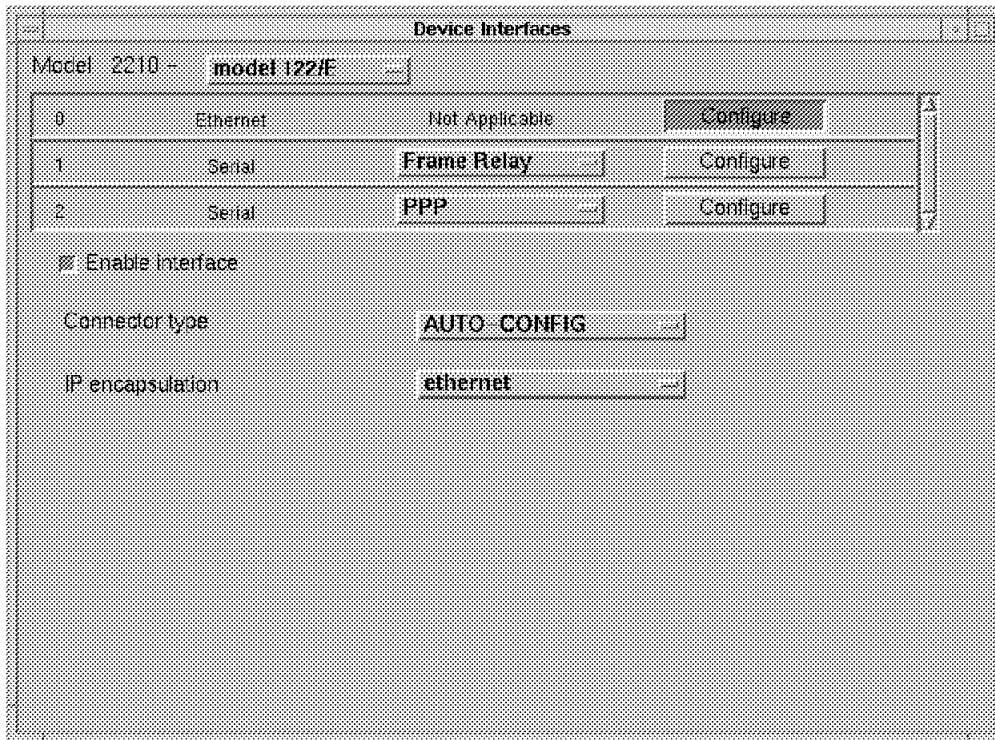 Device Interfaces
Model 2210 - model 122/F
0 Ethernet Not Applicable Configure
1 Serial Frame Relay Configure
2 Serial PPP Configure
Enable interface
Connector type AUTO-CONFIG
IP encapsulation ethernet